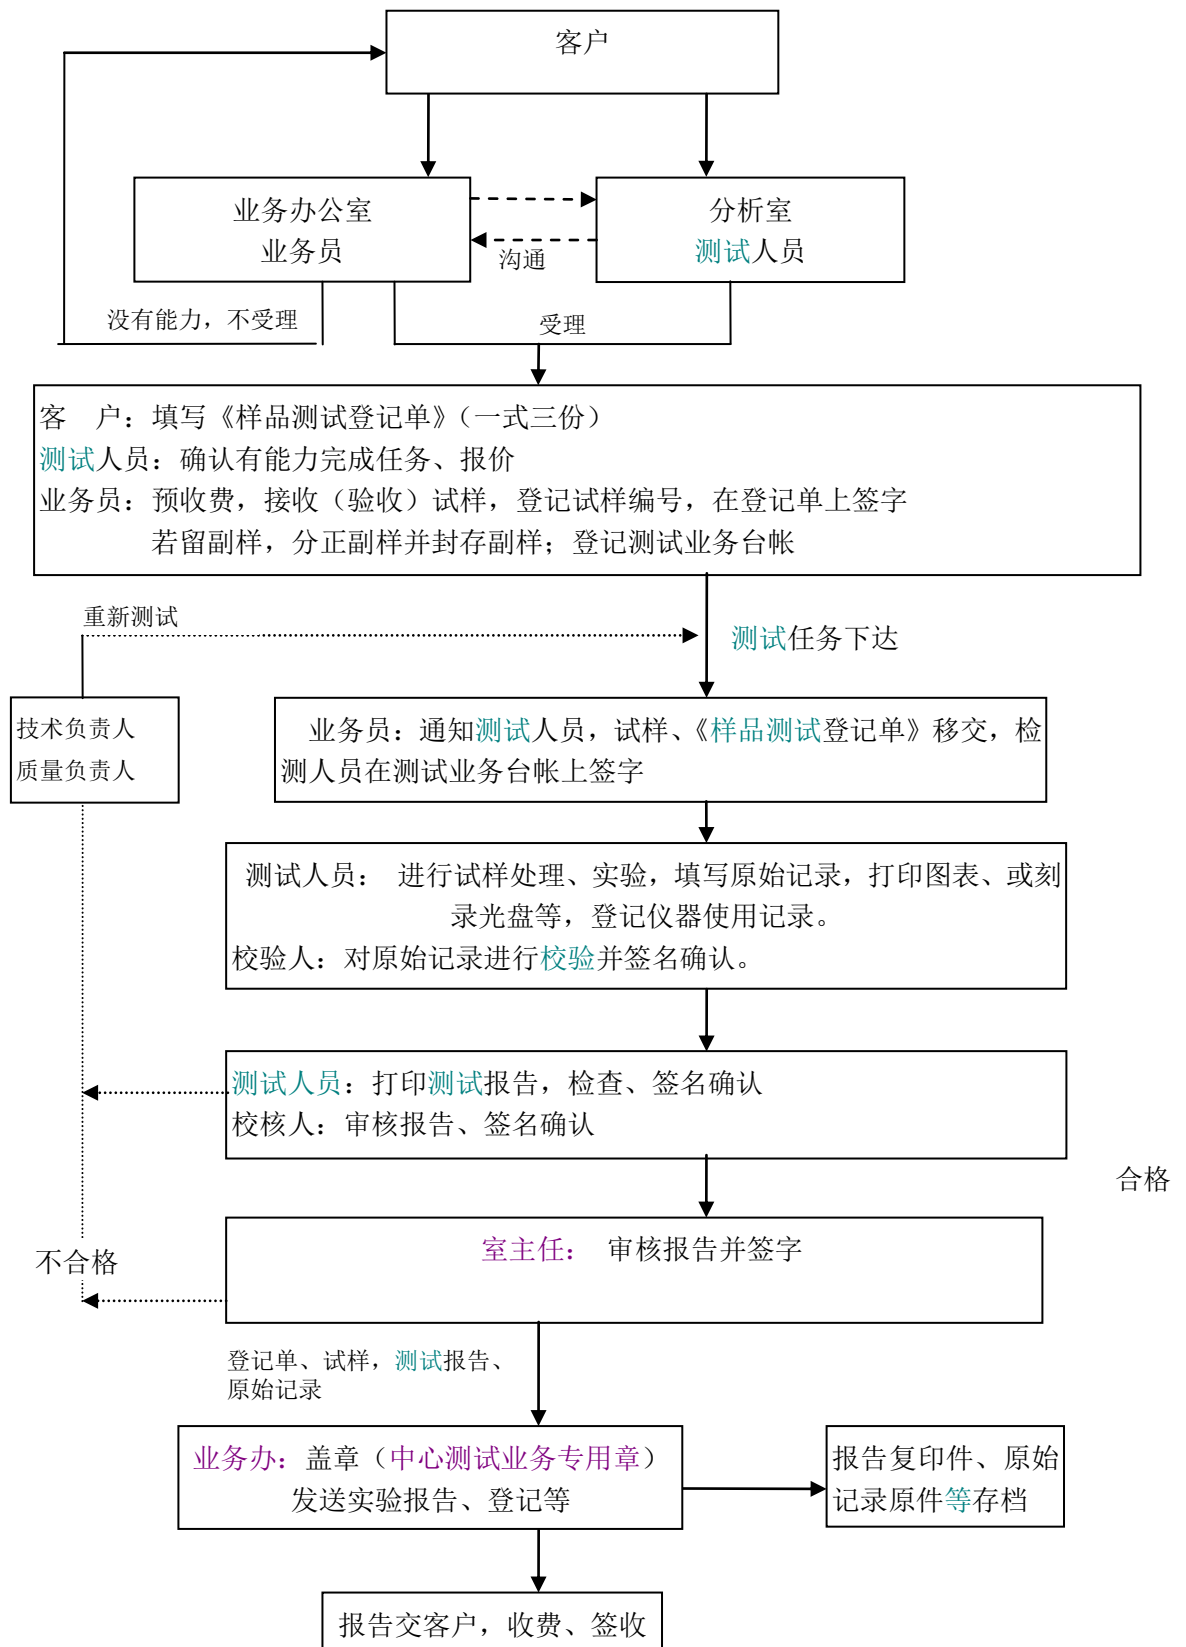 客户
业务办公室
业务员
分析室
测试人员
沟通
没有能力，不受理
受理
客　户：填写《样品测试登记单》（一式三份）
测试人员：确认有能力完成任务、报价
业务员：预收费，接收（验收）试样，登记试样编号，在登记单上签字
若留副样，分正副样并封存副样；登记测试业务台帐
重新测试
测试任务下达
技术负责人
质量负责人
业务员：通知测试人员，试样、《样品测试登记单》移交，检
测人员在测试业务台帐上签字
测试人员： 进行试样处理、实验，填写原始记录，打印图表、或刻
录光盘等，登记仪器使用记录。
校验人：对原始记录进行校验并签名确认。
测试人员：打印测试报告，检查、签名确认
校核人：审核报告、签名确认
合格
不合格
室主任： 审核报告并签字
登记单、试样，测试报告、
原始记录
业务办：盖章（中心测试业务专用章）
发送实验报告、登记等
报告复印件、原始
记录原件等存档
报告交客户，收费、签收